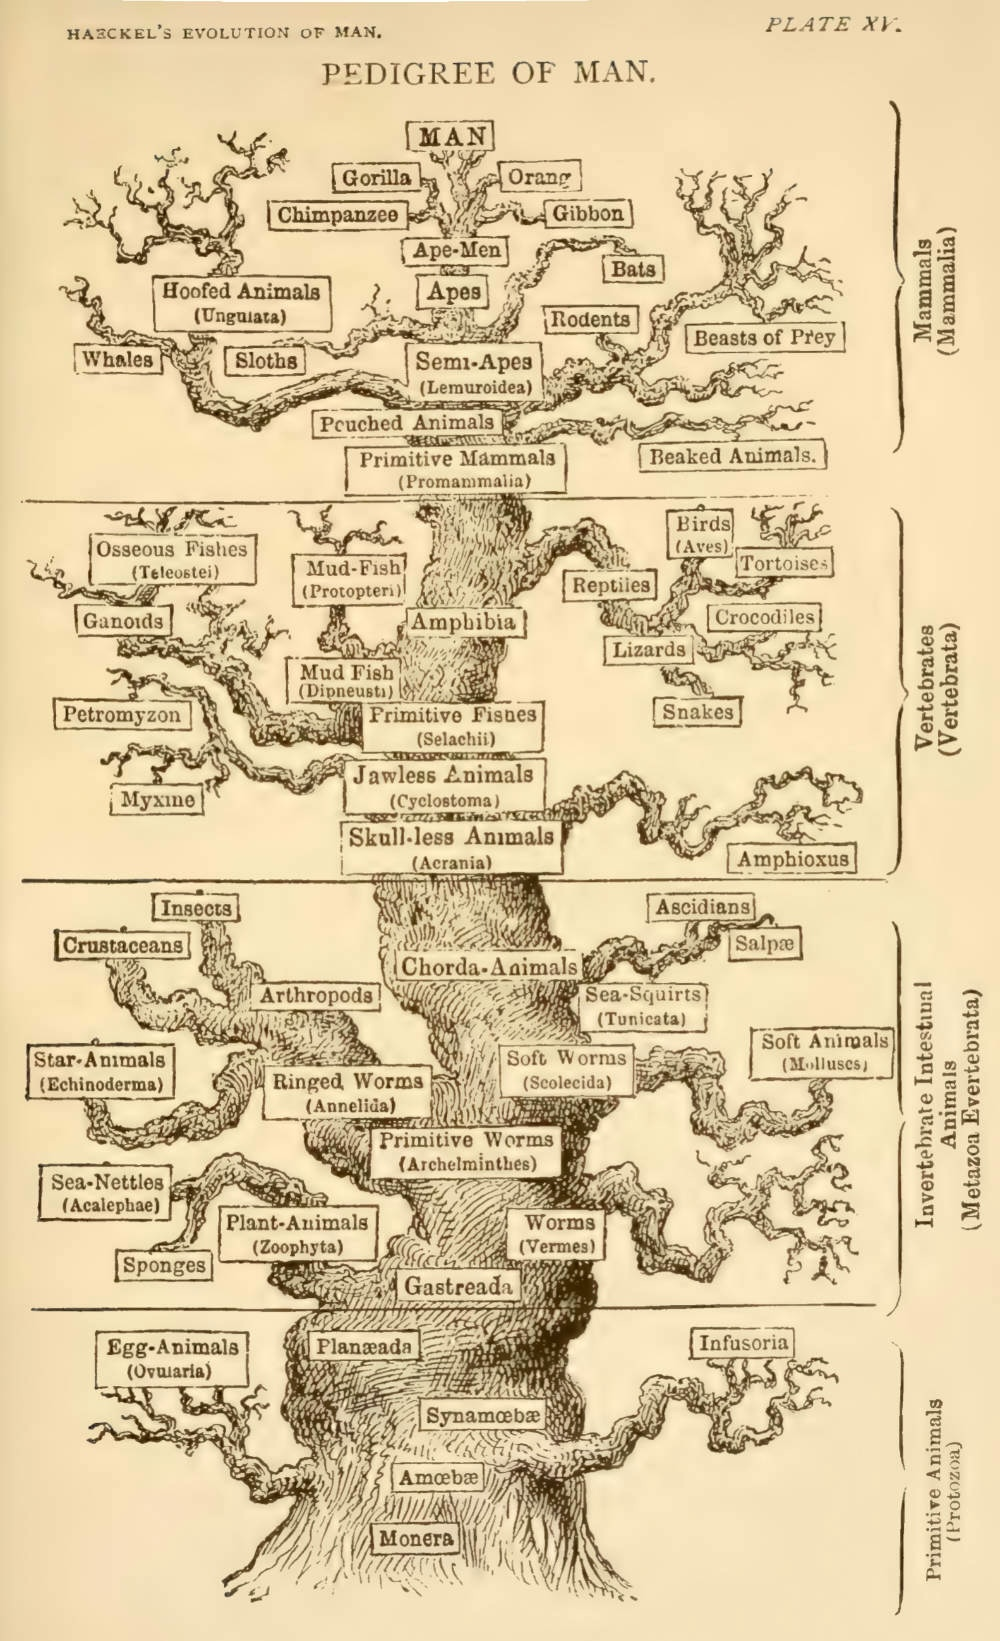 HAECKEL'S EVOLUTION OF MAN.
PLATE XV.
PEDIGREE OF MAN.
MAN
Gorilla
Orang
Chimpanzee
Gibbon
Ape-Men
Bats
Hoofed Animals
(Ungulata)
Apes
Rodents
Beasts of Prey
Whales
Sloths
Semi-Apes
(Lemuroidea)
Pouched Animals
Primitive Mammals
(Promammalia)
Beaked Animals.
Mammals
(Mammalia)
Osseous Fishes
(Teleostei)
Mud-Fish
(Protopteri)
Birds
(Aves)
Tortoises
Reptiles
Ganoids
Amphibia
Crocodiles
Lizards
Mud Fish
(Dipneusti)
Petromyzon
Primitive Fishes
(Selachii)
Snakes
Jawless Animals
(Cyclostoma)
Myxine
Skull-less Animals
(Acrania)
Amphioxus
Vertebrates
(Vertebrata)
Insects
Ascidians
Crustaceans
Salpæ
Chorda-Animals
Arthropods
Sea-Squirts
(Tunicata)
Star-Animals
(Echinoderma)
Soft Worms
(Scolecida)
Soft Animals
(Molluscs)
Ringed Worms
(Annelida)
Primitive Worms
(Archelminthes)
Sea-Nettles
(Acalephae)
Plant-Animals
(Zoophyta)
Worms
(Vermes)
Sponges
Gastreada
Invertebrate Intestinal
Animals
(Metazoa Evertebrata)
Egg-Animals
(Ovularia)
Planæada
Infusoria
Synamœbæ
Amœbæ
Monera
Primitive Animals
(Protozoa)